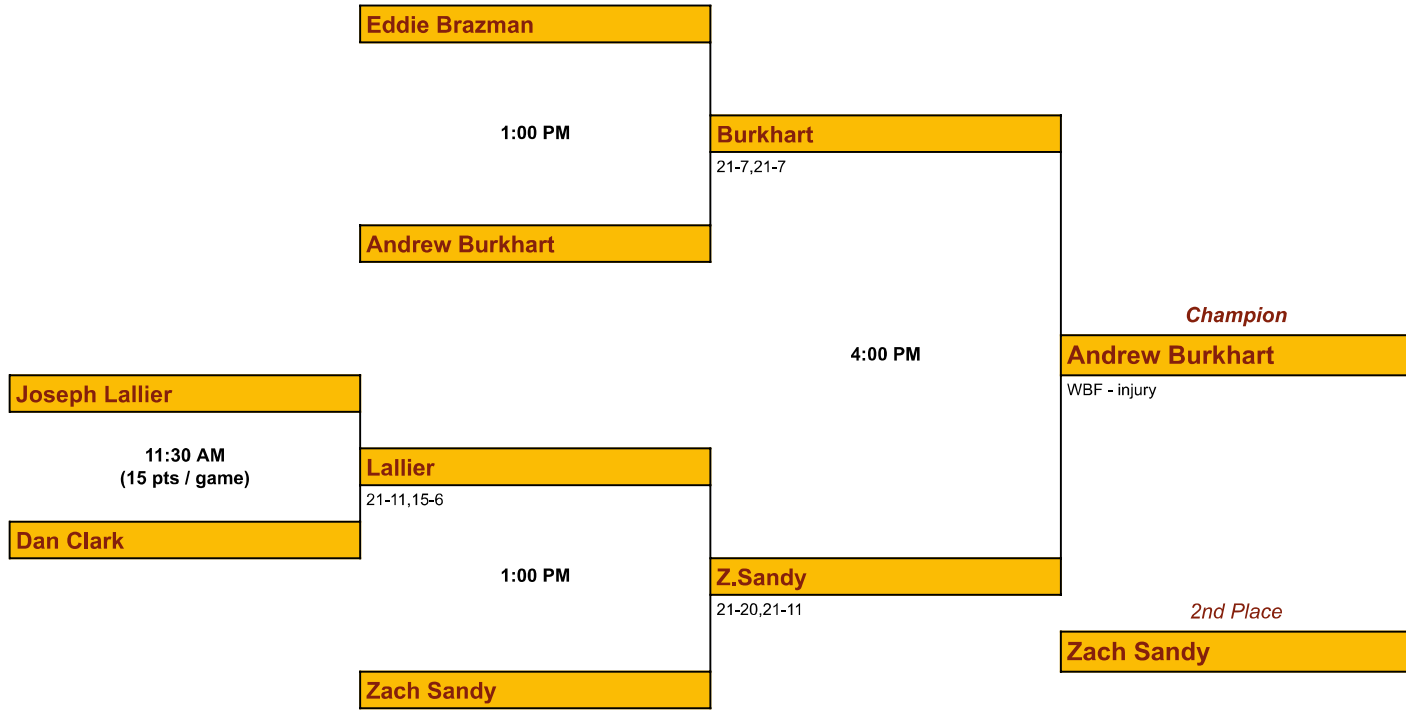 Eddie Brazman
1:00 PM
Burkhart
21-7,21-7
Andrew Burkhart
Champion
4:00 PM
Andrew Burkhart
WBF - injury
Joseph Lallier
11:30 AM
(15 pts / game)
Lallier
21-11,15-6
Dan Clark
1:00 PM
Z.Sandy
21-20,21-11
2nd Place
Zach Sandy
Zach Sandy